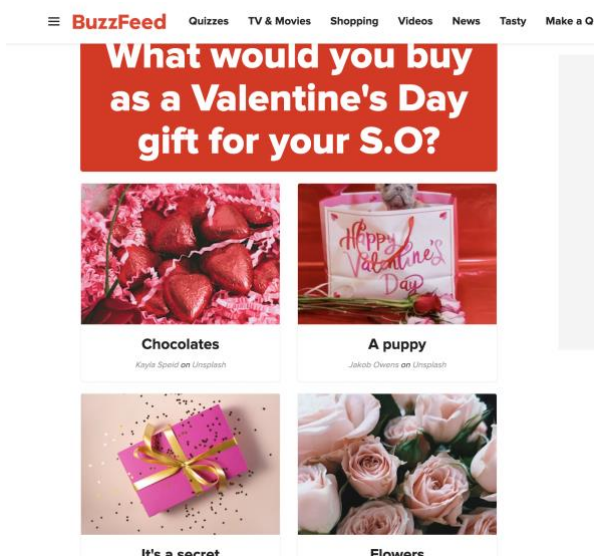 BuzzFeed Quizzes TV & Movies Shopping Videos News Tasty Make a Q
What would you buy
as a Valentine's Day
gift for your S.O?
Happy
Valentine's
Day
Chocolates
Kayla Speid on Unsplash
A puppy
Jakob Owens on Unsplash
It's a secret
Flowers